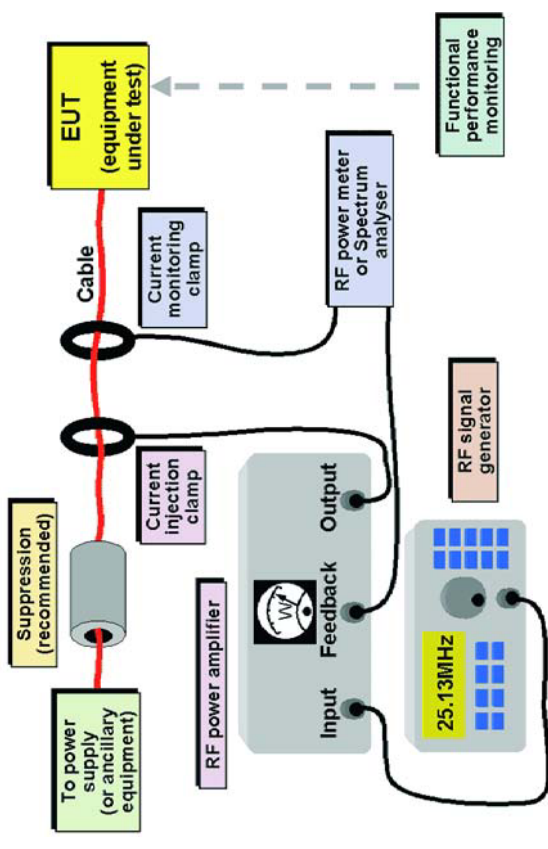 To power
supply
(or ancillary
equipment)
Suppression
(recommended)
Current
injection
clamp
Cable
Current
monitoring
clamp
EUT
(equipment
under test)
RF power amplifier
Input
Feedback
Output
W
RF power meter
or Spectrum
analyser
Functional
performance
monitoring
25.13MHz
RF signal
generator